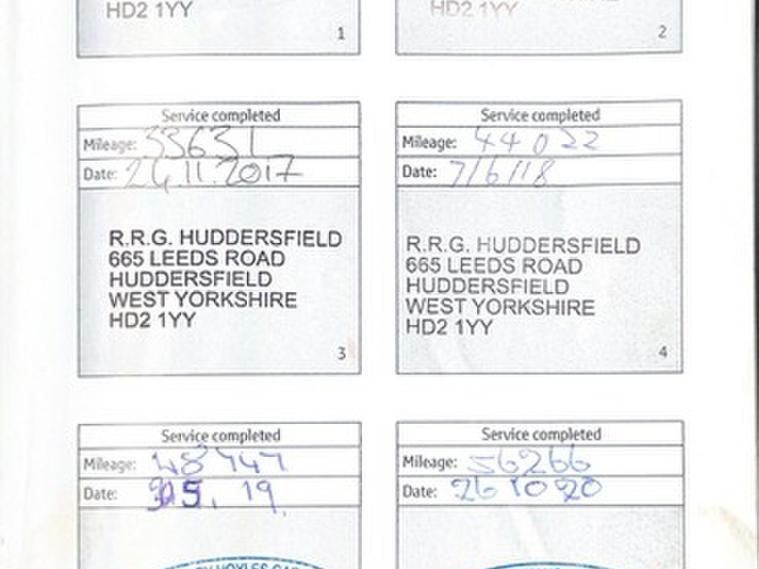 HD2 1YY
1
HD2 1YY
2
Service completed
Mileage: 33631
Date: 24.11.2017
R.R.G. HUDDERSFIELD
665 LEEDS ROAD
HUDDERSFIELD
WEST YORKSHIRE
HD2 1YY
3
Service completed
Mileage: 44022
Date: 7/6/18
R.R.G. HUDDERSFIELD
665 LEEDS ROAD
HUDDERSFIELD
WEST YORKSHIRE
HD2 1YY
4
Service completed
Mileage: 48747
Date: 19.
Service completed
Mileage: 56266
Date: 26 10 20